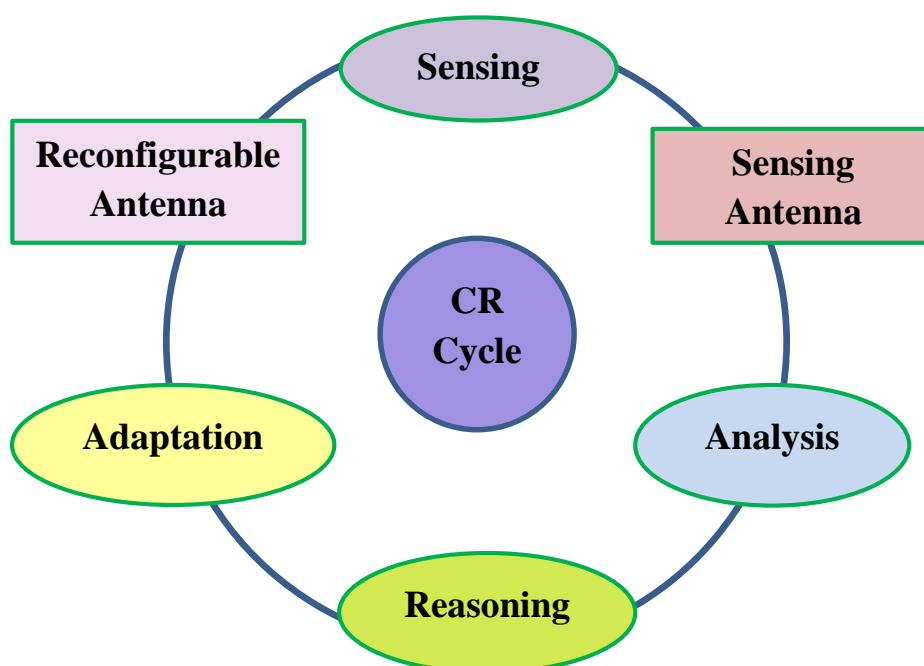 Sensing
Reconfigurable
Antenna
Sensing
Antenna
CR
Cycle
Adaptation
Analysis
Reasoning